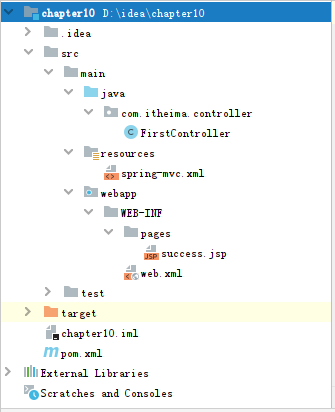 chapter10 D:\idea\chapter10
.idea
src
main
java
com.itheima.controller
C FirstController
resources
spring-mvc.xml
webapp
WEB-INF
pages
JSP success.jsp
web.xml
test
target
chapter10.iml
m pom.xml
External Libraries
Scratches and Consoles